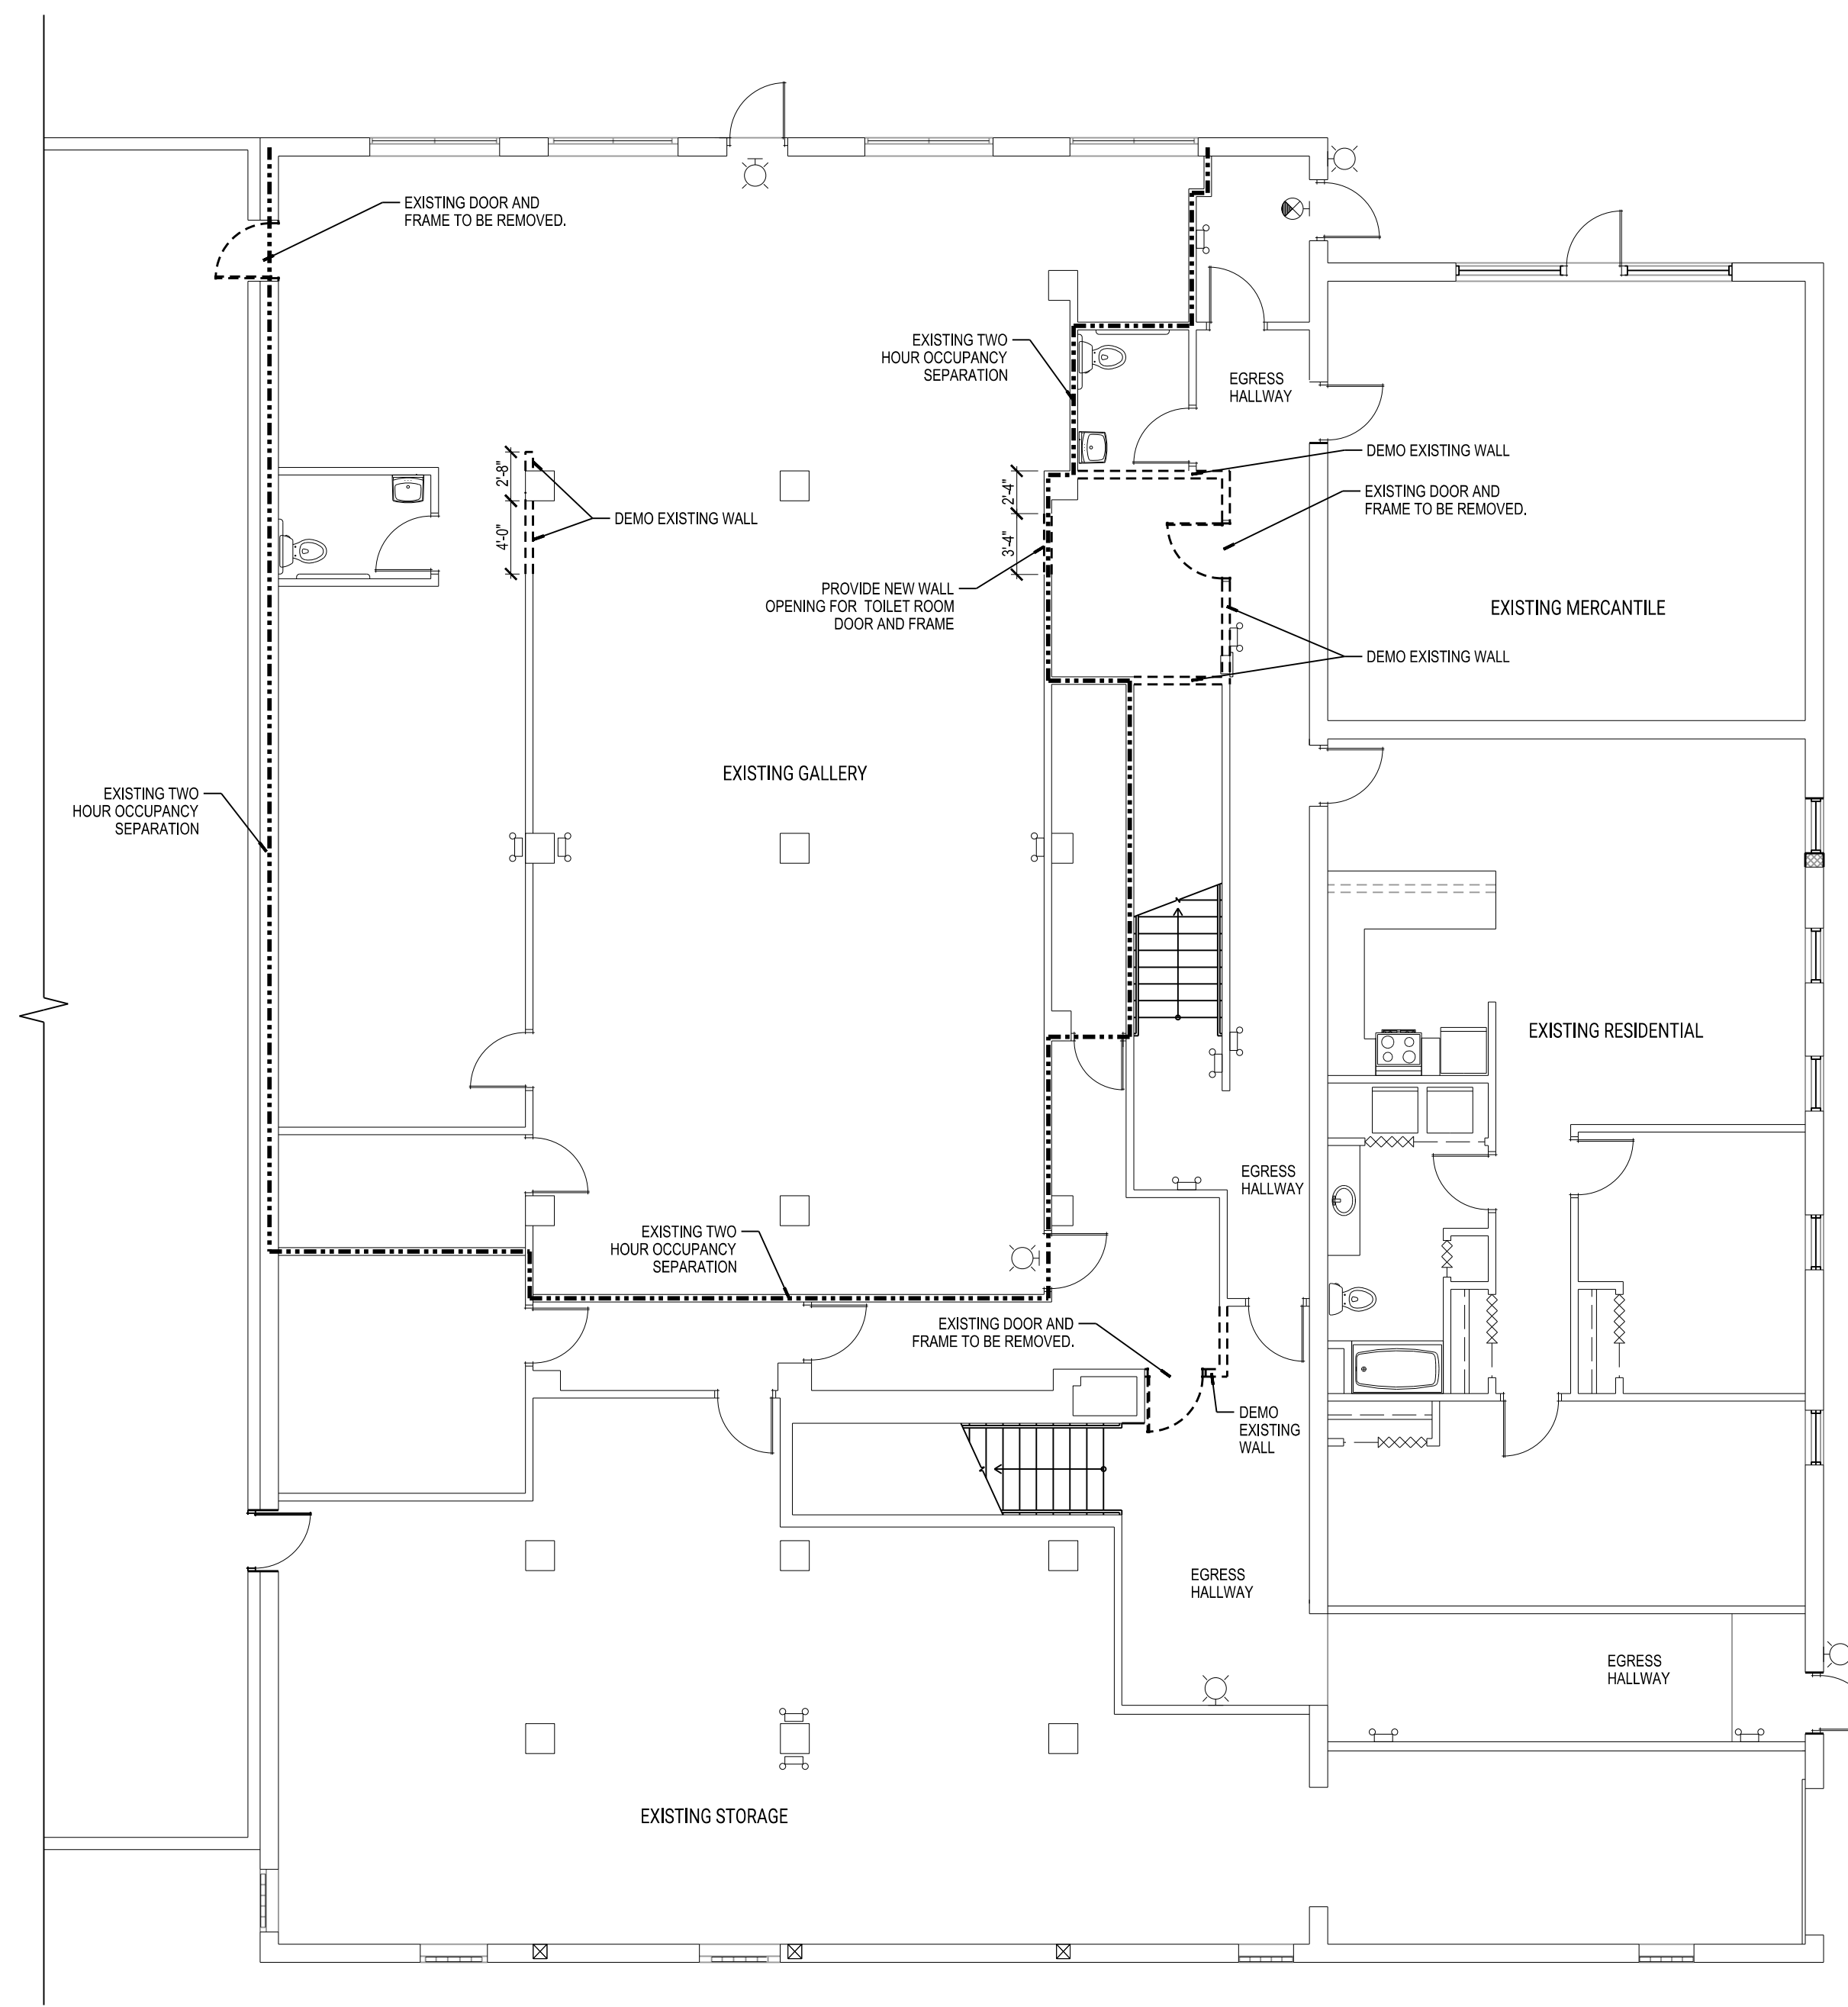 EXISTING DOOR AND
FRAME TO BE REMOVED.
EXISTING TWO
HOUR OCCUPANCY
SEPARATION
EGRESS
HALLWAY
DEMO EXISTING WALL
EXISTING DOOR AND
FRAME TO BE REMOVED.
2'-8"
4'-0"
DEMO EXISTING WALL
2'-4"
3'-4"
PROVIDE NEW WALL
OPENING FOR TOILET ROOM
DOOR AND FRAME
EXISTING MERCANTILE
DEMO EXISTING WALL
EXISTING GALLERY
EXISTING TWO
HOUR OCCUPANCY
SEPARATION
EXISTING RESIDENTIAL
EGRESS
HALLWAY
EXISTING TWO
HOUR OCCUPANCY
SEPARATION
EXISTING DOOR AND
FRAME TO BE REMOVED.
DEMO
EXISTING
WALL
EGRESS
HALLWAY
EGRESS
HALLWAY
EXISTING STORAGE